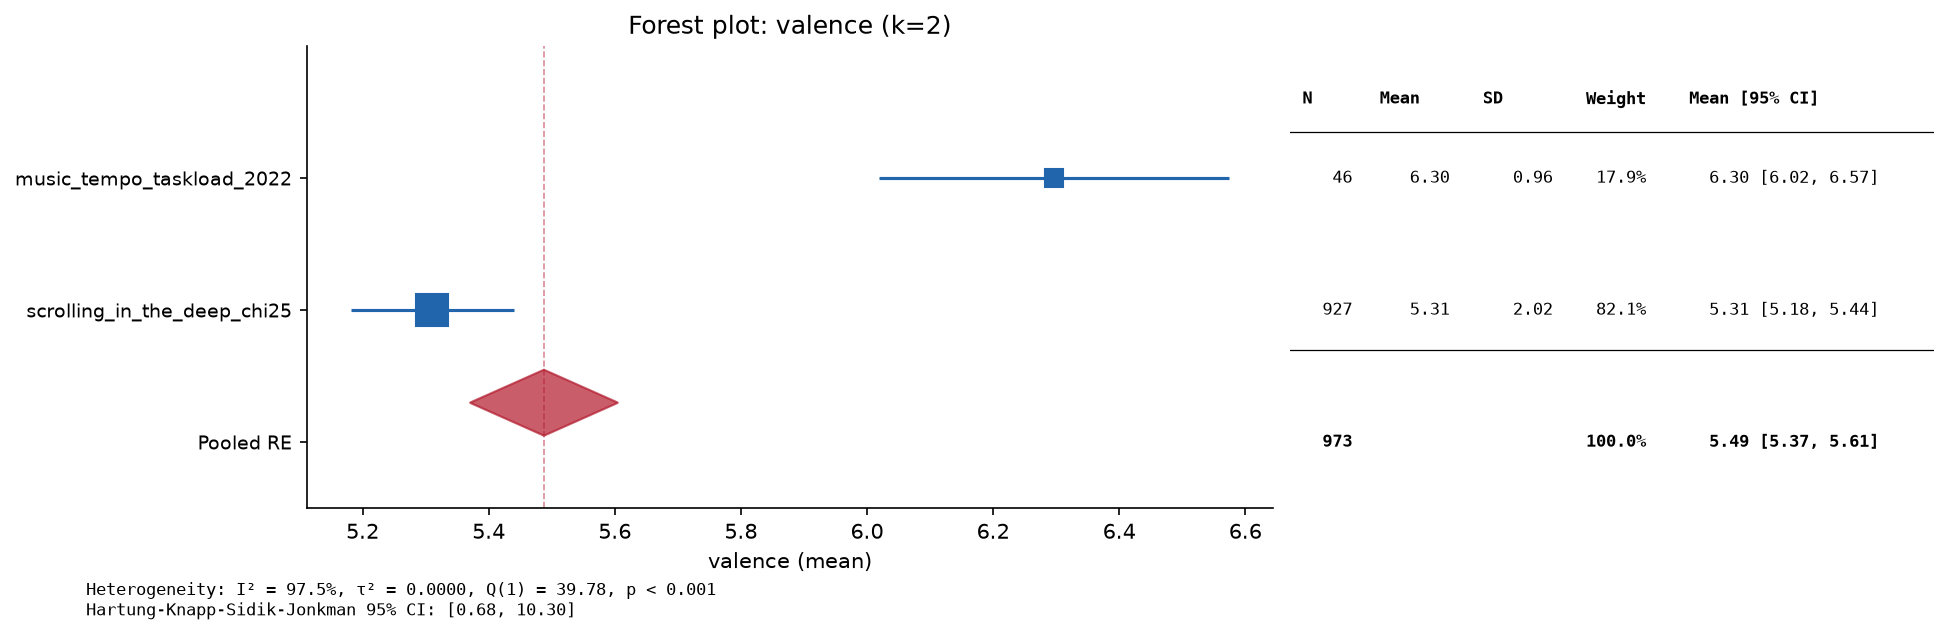 Forest plot: valence (k=2)
N Mean SD Weight Mean [95% CI]
music_tempo_taskload_2022 46 6.30 0.96 17.9% 6.30 [6.02, 6.57]
scrolling_in_the_deep_chi25 927 5.31 2.02 82.1% 5.31 [5.18, 5.44]
Pooled RE 973 100.0% 5.49 [5.37, 5.61]
5.2 5.4 5.6 5.8 6.0 6.2 6.4 6.6
valence (mean)
Heterogeneity: I² = 97.5%, τ² = 0.0000, Q(1) = 39.78, p < 0.001
Hartung-Knapp-Sidik-Jonkman 95% CI: [0.68, 10.30]